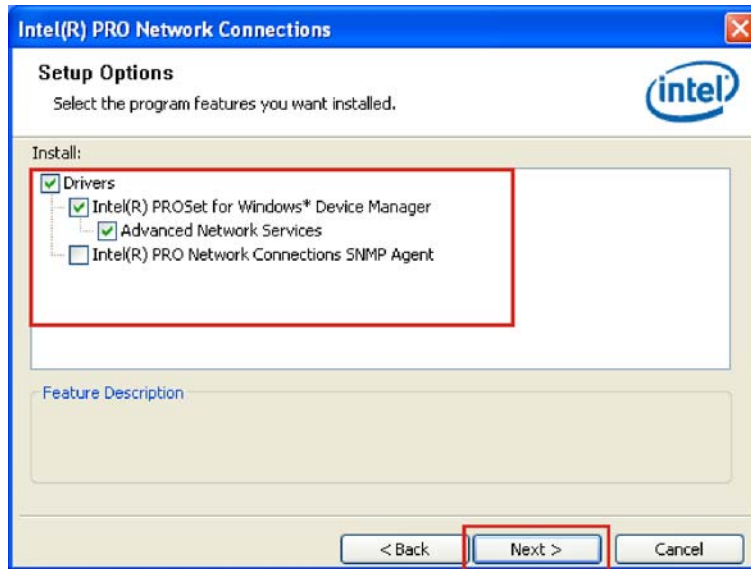 Intel(R) PRO Network Connections
Setup Options
Select the program features you want installed.
intel
Install:
Drivers
Intel(R) PROSet for Windows* Device Manager
Advanced Network Services
Intel(R) PRO Network Connections SNMP Agent
Feature Description
< Back
Next >
Cancel